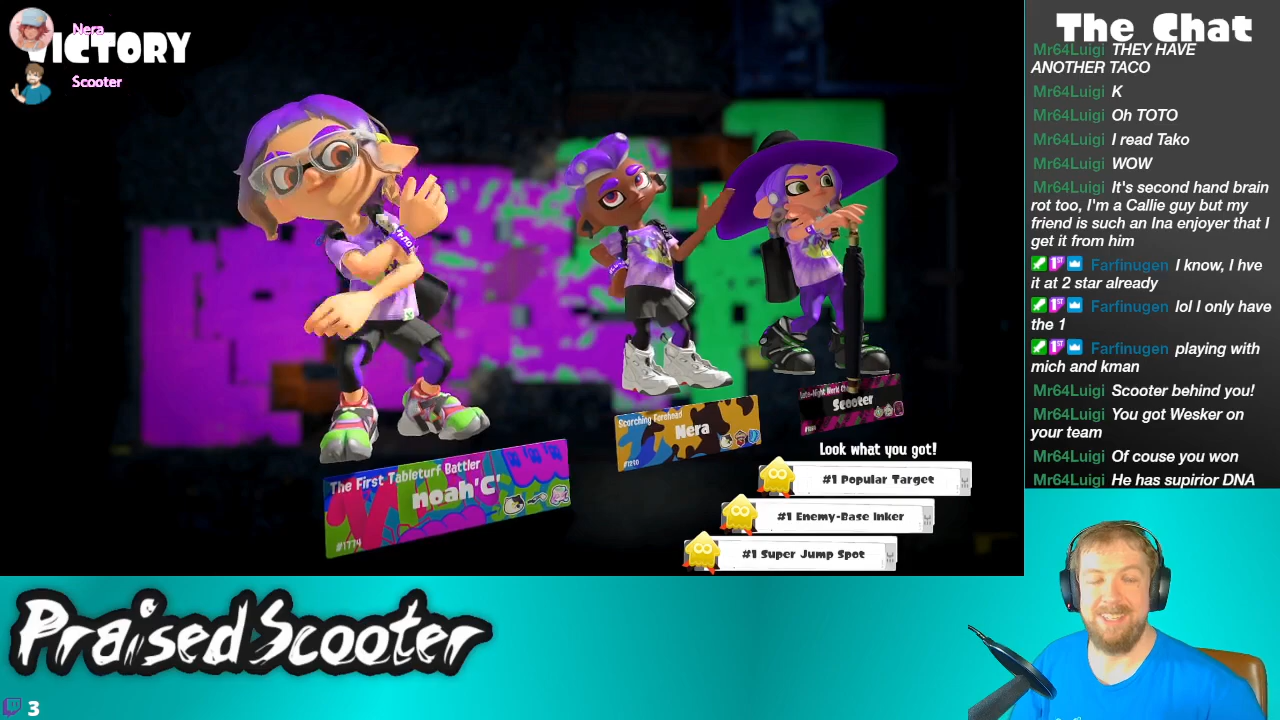 Nera
VICTORY
Scooter
The First Tableturf Battler
noah'C'
#1774
Scorching Forehead
Nera
#1240
Scooter
Look what you got!
#1 Popular Target
#1 Enemy-Base Inker
#1 Super Jump Spot
The Chat
Mr64Luigi THEY HAVE
ANOTHER TACO
Mr64Luigi K
Mr64Luigi Oh TOTO
Mr64Luigi I read Tako
Mr64Luigi WOW
Mr64Luigi It's second hand brain
rot too, I'm a Callie guy but my
friend is such an Ina enjoyer that I
get it from him
1ST Farfinugen I know, I hve
it at 2 star already
1ST Farfinugen lol I only have
the 1
1ST Farfinugen playing with
mich and kman
Mr64Luigi Scooter behind you!
Mr64Luigi You got Wesker on
your team
Mr64Luigi Of couse you won
Mr64Luigi He has supirior DNA
PraisedScooter
3